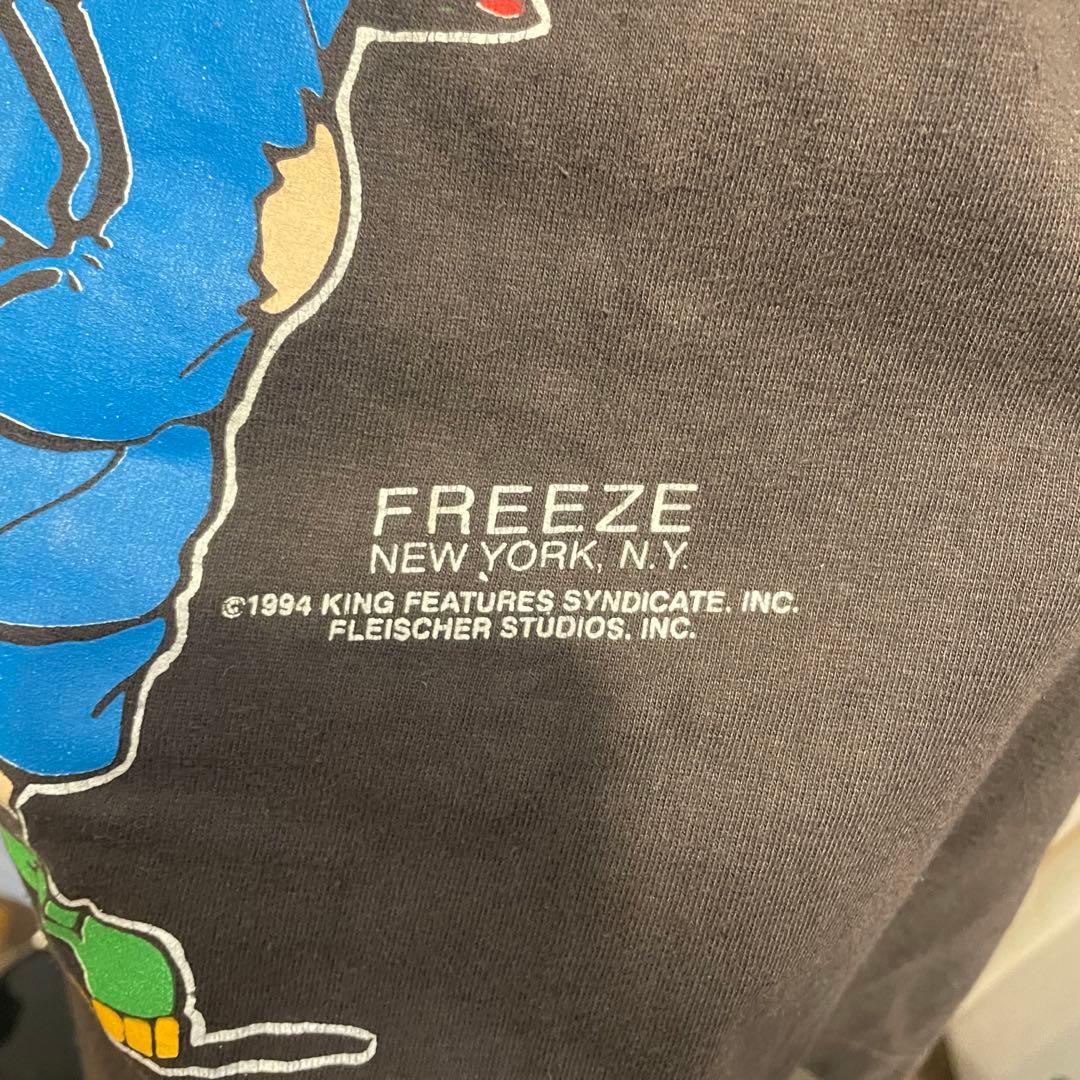 FREEZE
NEW YORK, N.Y.
©1994 KING FEATURES SYNDICATE, INC.
FLEISCHER STUDIOS, INC.